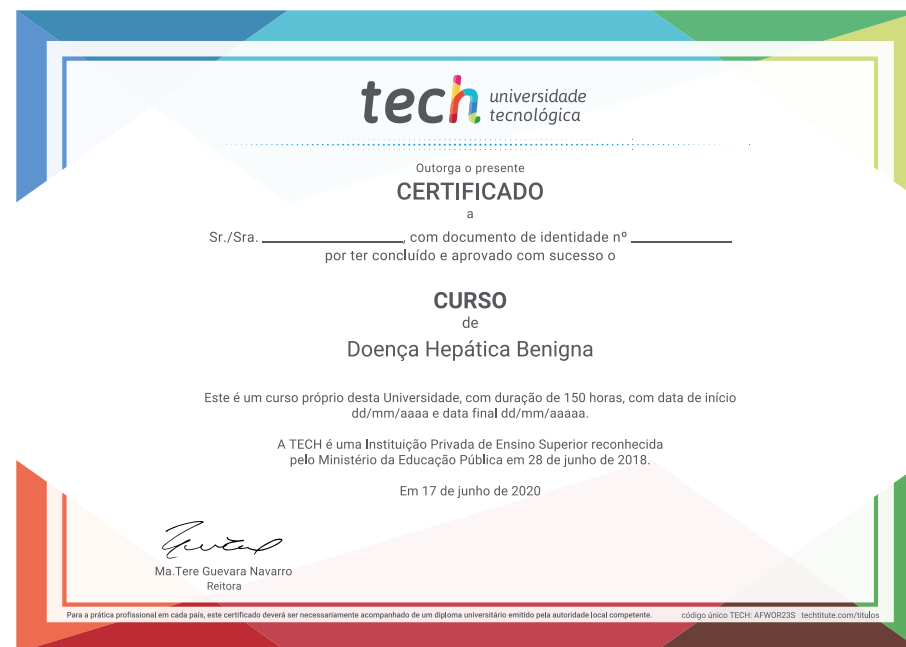 tech universidade
tecnológica
Outorga o presente
CERTIFICADO
a
Sr./Sra. ____________, com documento de identidade nº ____________
por ter concluído e aprovado com sucesso o
CURSO
de
Doença Hepática Benigna
Este é um curso próprio desta Universidade, com duração de 150 horas, com data de início
dd/mm/aaaa e data final dd/mm/aaaaa.
A TECH é uma Instituição Privada de Ensino Superior reconhecida
pelo Ministério da Educação Pública em 28 de junho de 2018.
Em 17 de junho de 2020
Ma.Tere Guevara Navarro
Reitora
Para a prática profissional em cada país, este certificado deverá ser necessariamente acompanhado de um diploma universitário emitido pela autoridade local competente. código único TECH: AFWOR23S techtitute.com/titulos